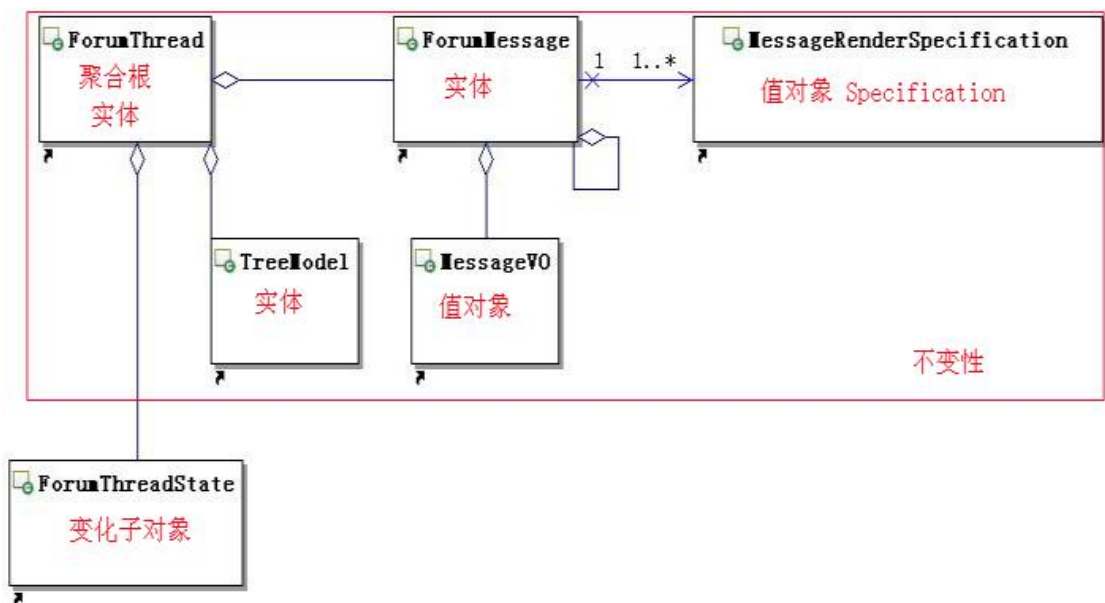 ForumThread
聚合根
实体
ForumMessage
实体
1
1..*
MessageRenderSpecification
值对象 Specification
TreeModel
实体
MessageVO
值对象
不变性
ForumThreadState
变化子对象